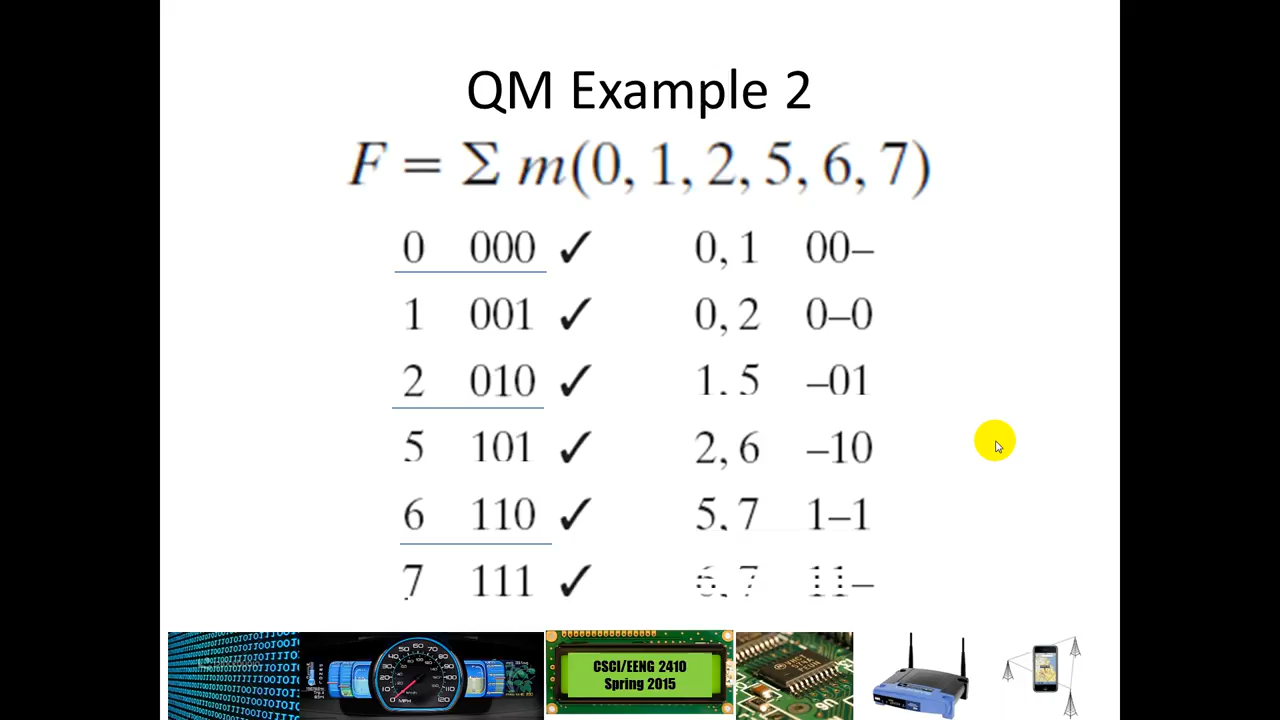 QM Example 2
F = Σ m(0, 1, 2, 5, 6, 7)
0 000 ✓ 0, 1 00–
1 001 ✓ 0, 2 0–0
2 010 ✓ 1, 5 –01
5 101 ✓ 2, 6 –10
6 110 ✓ 5, 7 1–1
7 111 ✓ 6, 7 11–
CSCI/EENG 2410
Spring 2015